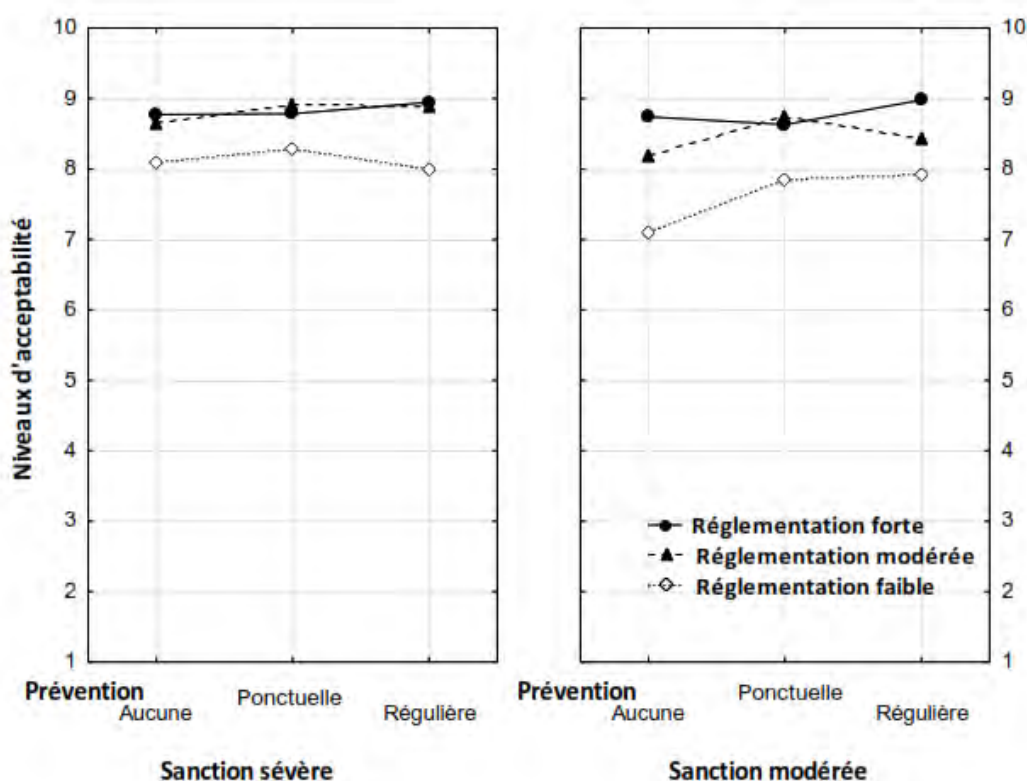 Niveaux d'acceptabilité
10
9
8
7
6
5
4
3
2
1
Prévention
Aucune
Ponctuelle
Régulière
Sanction sévère
10
9
8
7
6
5
4
3
2
1
Réglementation forte
Réglementation modérée
Réglementation faible
Prévention
Aucune
Ponctuelle
Régulière
Sanction modérée